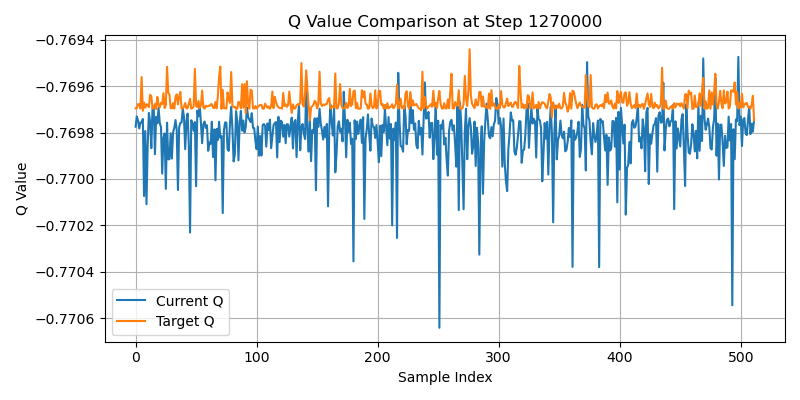 Q Value Comparison at Step 1270000
Q Value
−0.7694
−0.7696
−0.7698
−0.7700
−0.7702
−0.7704
−0.7706
Current Q
Target Q
0 100 200 300 400 500
Sample Index